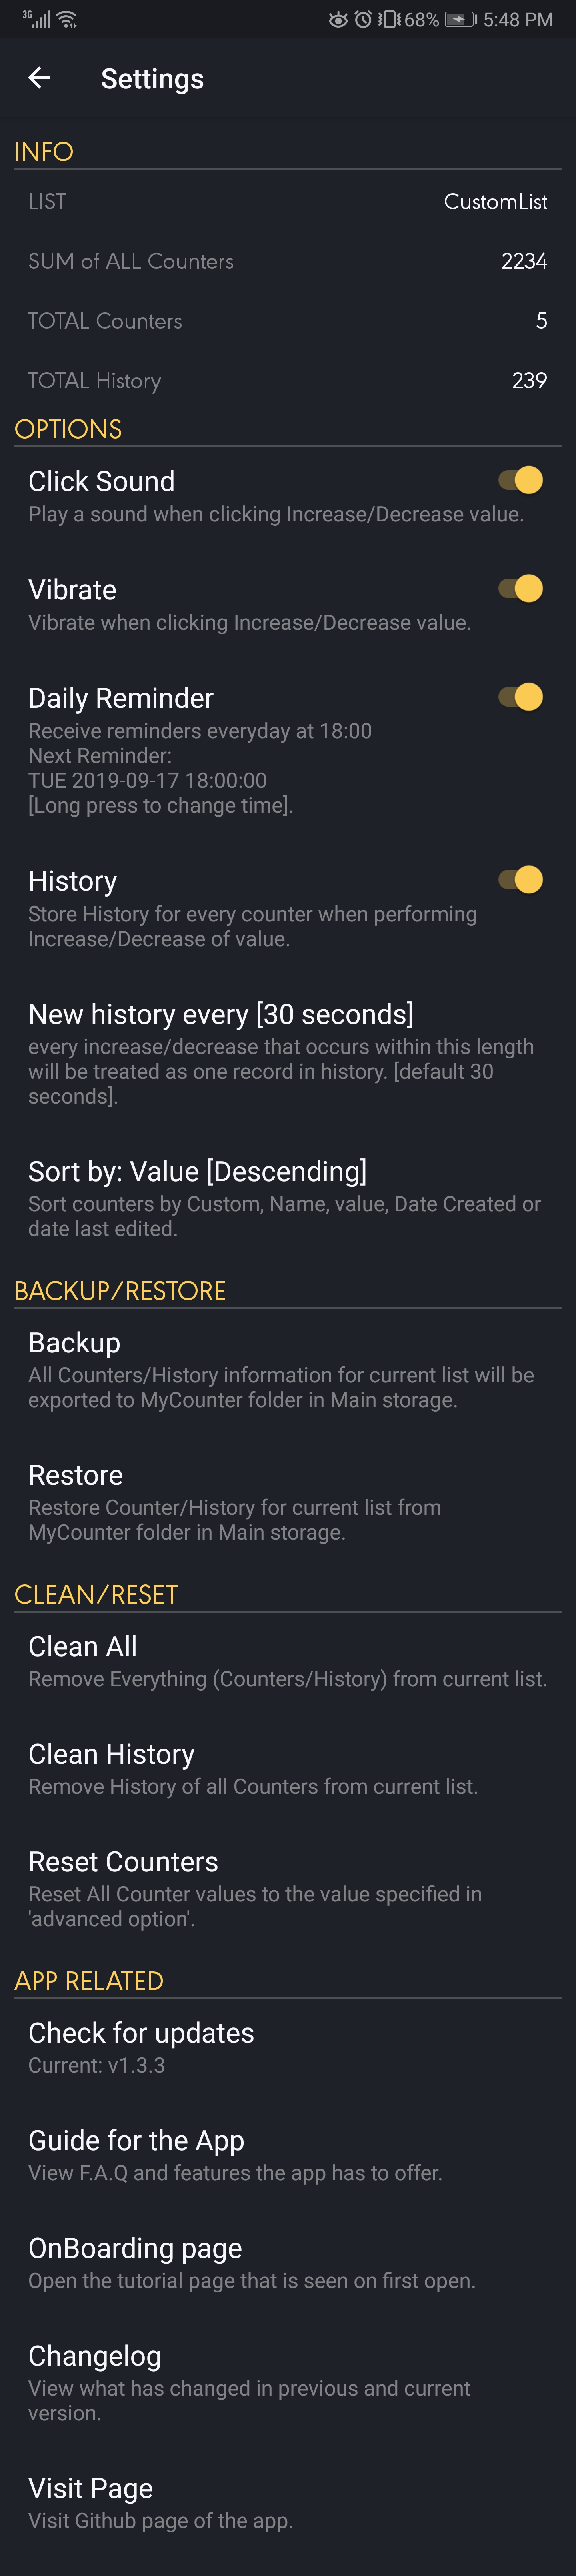 3G 68% 5:48 PM
Settings
INFO
LIST CustomList
SUM of ALL Counters 2234
TOTAL Counters 5
TOTAL History 239
OPTIONS
Click Sound
Play a sound when clicking Increase/Decrease value.
Vibrate
Vibrate when clicking Increase/Decrease value.
Daily Reminder
Receive reminders everyday at 18:00
Next Reminder:
TUE 2019-09-17 18:00:00
[Long press to change time].
History
Store History for every counter when performing
Increase/Decrease of value.
New history every [30 seconds]
every increase/decrease that occurs within this length
will be treated as one record in history. [default 30
seconds].
Sort by: Value [Descending]
Sort counters by Custom, Name, value, Date Created or
date last edited.
BACKUP/RESTORE
Backup
All Counters/History information for current list will be
exported to MyCounter folder in Main storage.
Restore
Restore Counter/History for current list from
MyCounter folder in Main storage.
CLEAN/RESET
Clean All
Remove Everything (Counters/History) from current list.
Clean History
Remove History of all Counters from current list.
Reset Counters
Reset All Counter values to the value specified in
'advanced option'.
APP RELATED
Check for updates
Current: v1.3.3
Guide for the App
View F.A.Q and features the app has to offer.
OnBoarding page
Open the tutorial page that is seen on first open.
Changelog
View what has changed in previous and current
version.
Visit Page
Visit Github page of the app.